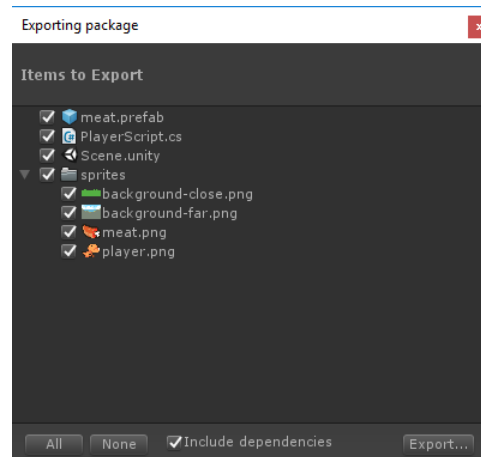 Exporting package
x
Items to Export
meat.prefab
PlayerScript.cs
Scene.unity
sprites
background-close.png
background-far.png
meat.png
player.png
All None Include dependencies Export...